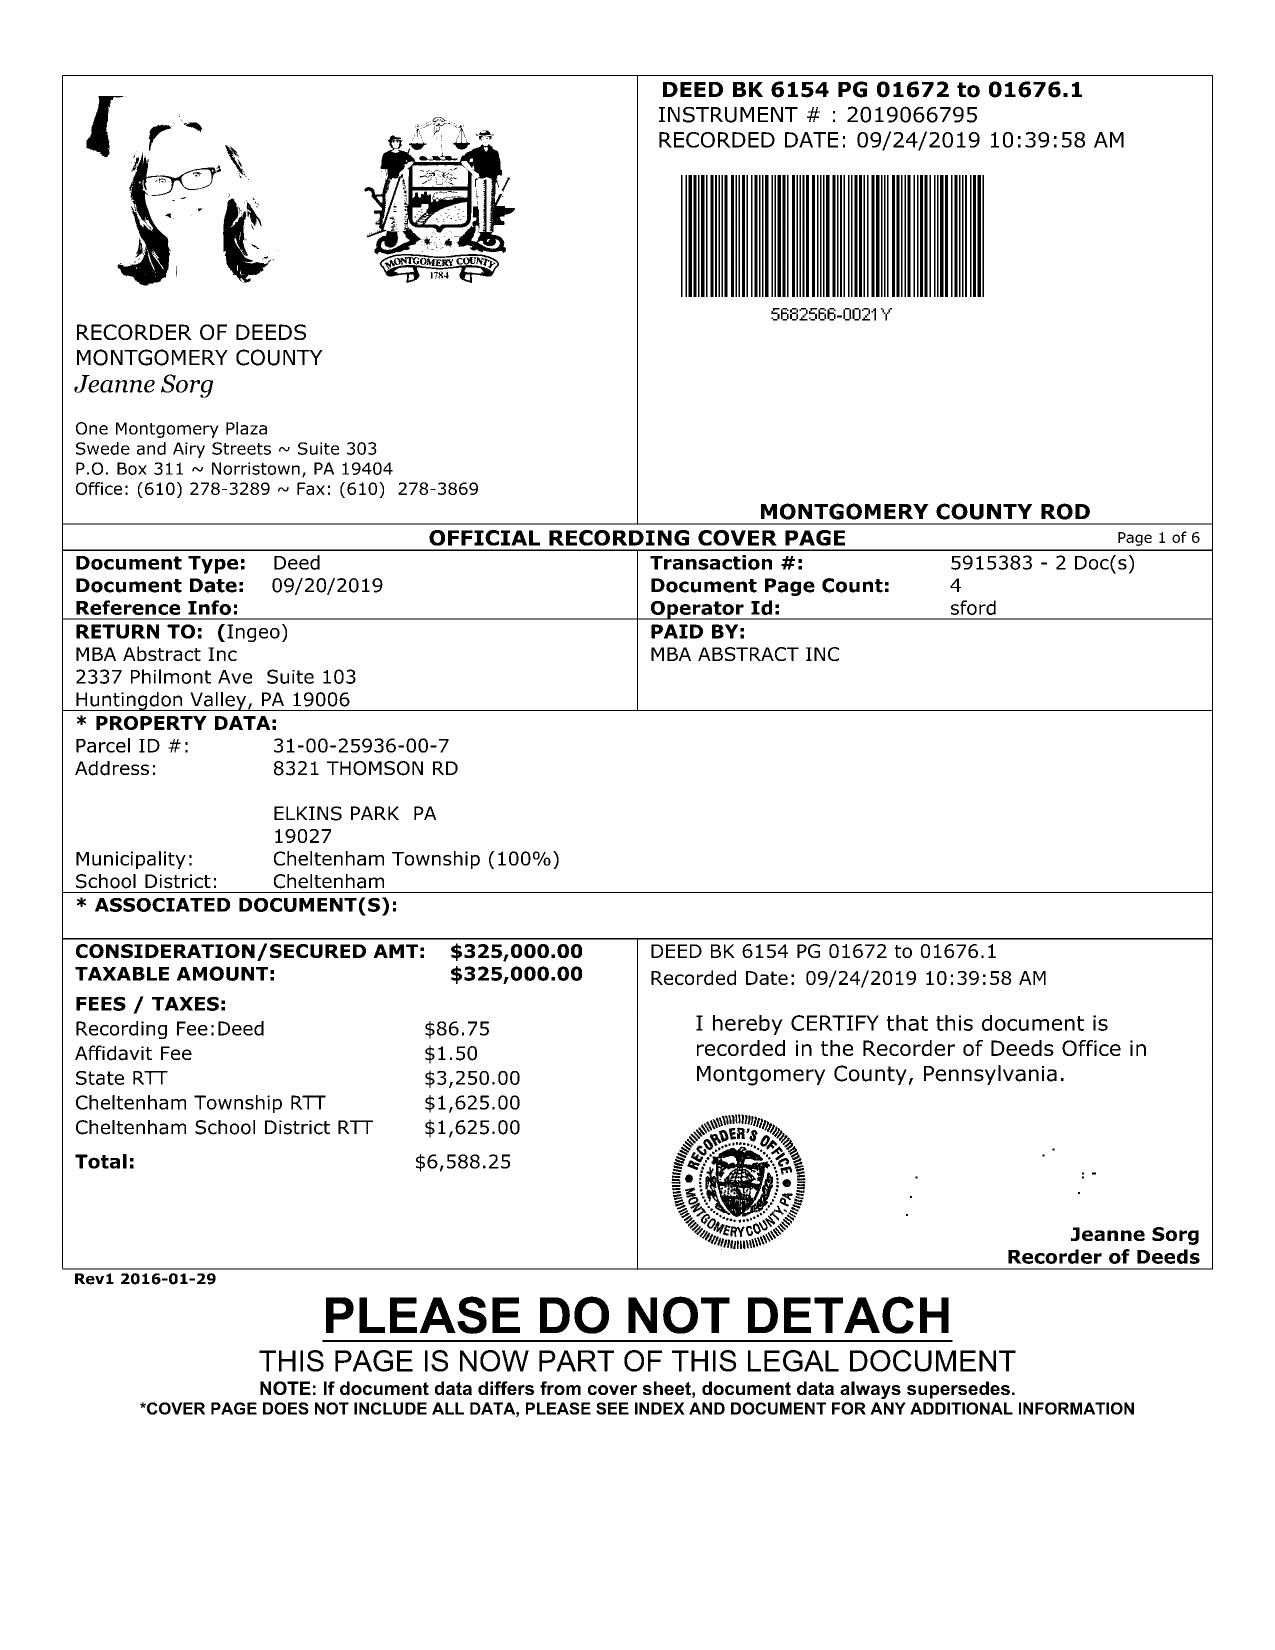 DEED BK 6154 PG 01672 to 01676.1
INSTRUMENT # : 2019066795
RECORDED DATE: 09/24/2019 10:39:58 AM
MONTGOMERY COUNTY
1784
5682566-0021Y
RECORDER OF DEEDS
MONTGOMERY COUNTY
Jeanne Sorg
One Montgomery Plaza
Swede and Airy Streets ~ Suite 303
P.O. Box 311 ~ Norristown, PA 19404
Office: (610) 278-3289 ~ Fax: (610) 278-3869
MONTGOMERY COUNTY ROD
OFFICIAL RECORDING COVER PAGE
Page 1 of 6
Document Type: Deed
Document Date: 09/20/2019
Reference Info:
Transaction #: 5915383 - 2 Doc(s)
Document Page Count: 4
Operator Id: sford
RETURN TO: (Ingeo)
MBA Abstract Inc
2337 Philmont Ave Suite 103
Huntingdon Valley, PA 19006
PAID BY:
MBA ABSTRACT INC
* PROPERTY DATA:
Parcel ID #: 31-00-25936-00-7
Address: 8321 THOMSON RD
ELKINS PARK PA
19027
Municipality: Cheltenham Township (100%)
School District: Cheltenham
* ASSOCIATED DOCUMENT(S):
CONSIDERATION/SECURED AMT: $325,000.00
TAXABLE AMOUNT: $325,000.00
FEES / TAXES:
Recording Fee:Deed $86.75
Affidavit Fee $1.50
State RTT $3,250.00
Cheltenham Township RTT $1,625.00
Cheltenham School District RTT $1,625.00
Total: $6,588.25
DEED BK 6154 PG 01672 to 01676.1
Recorded Date: 09/24/2019 10:39:58 AM
I hereby CERTIFY that this document is
recorded in the Recorder of Deeds Office in
Montgomery County, Pennsylvania.
RECORDER'S OFFICE
MONTGOMERY COUNTY, PA
Jeanne Sorg
Recorder of Deeds
Rev1 2016-01-29
PLEASE DO NOT DETACH
THIS PAGE IS NOW PART OF THIS LEGAL DOCUMENT
NOTE: If document data differs from cover sheet, document data always supersedes.
*COVER PAGE DOES NOT INCLUDE ALL DATA, PLEASE SEE INDEX AND DOCUMENT FOR ANY ADDITIONAL INFORMATION